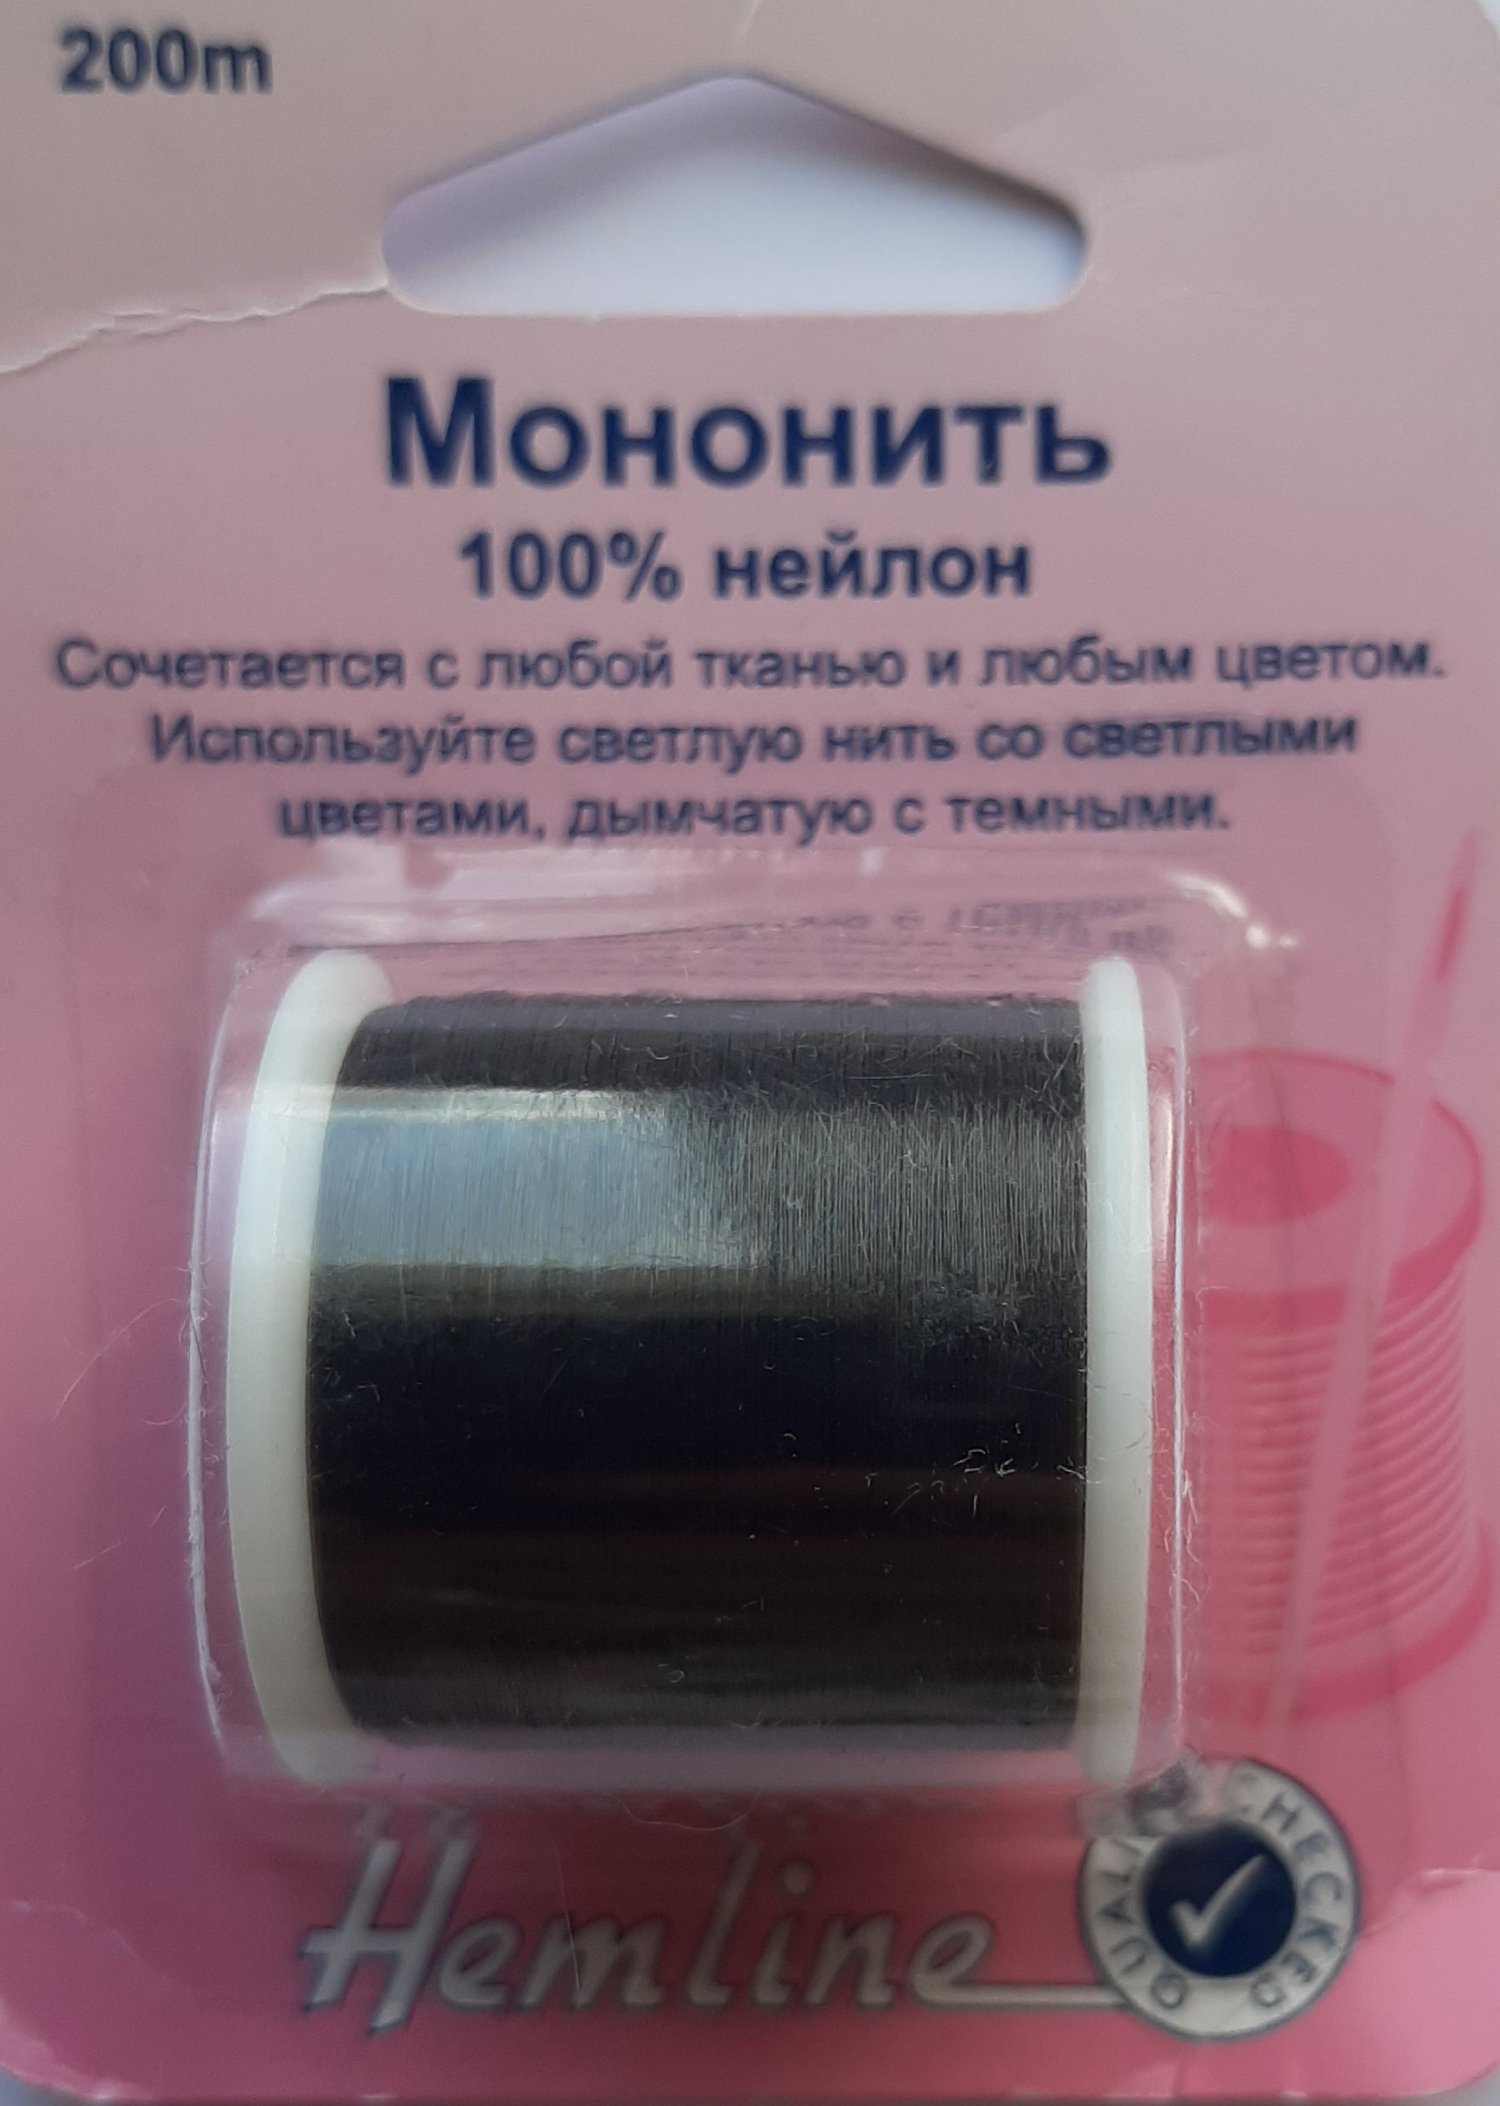 200m
Мононить
100% нейлон
Сочетается с любой тканью и любым цветом.
Используйте светлую нить со светлыми
цветами, дымчатую с темными.
Hemline
CHECKED